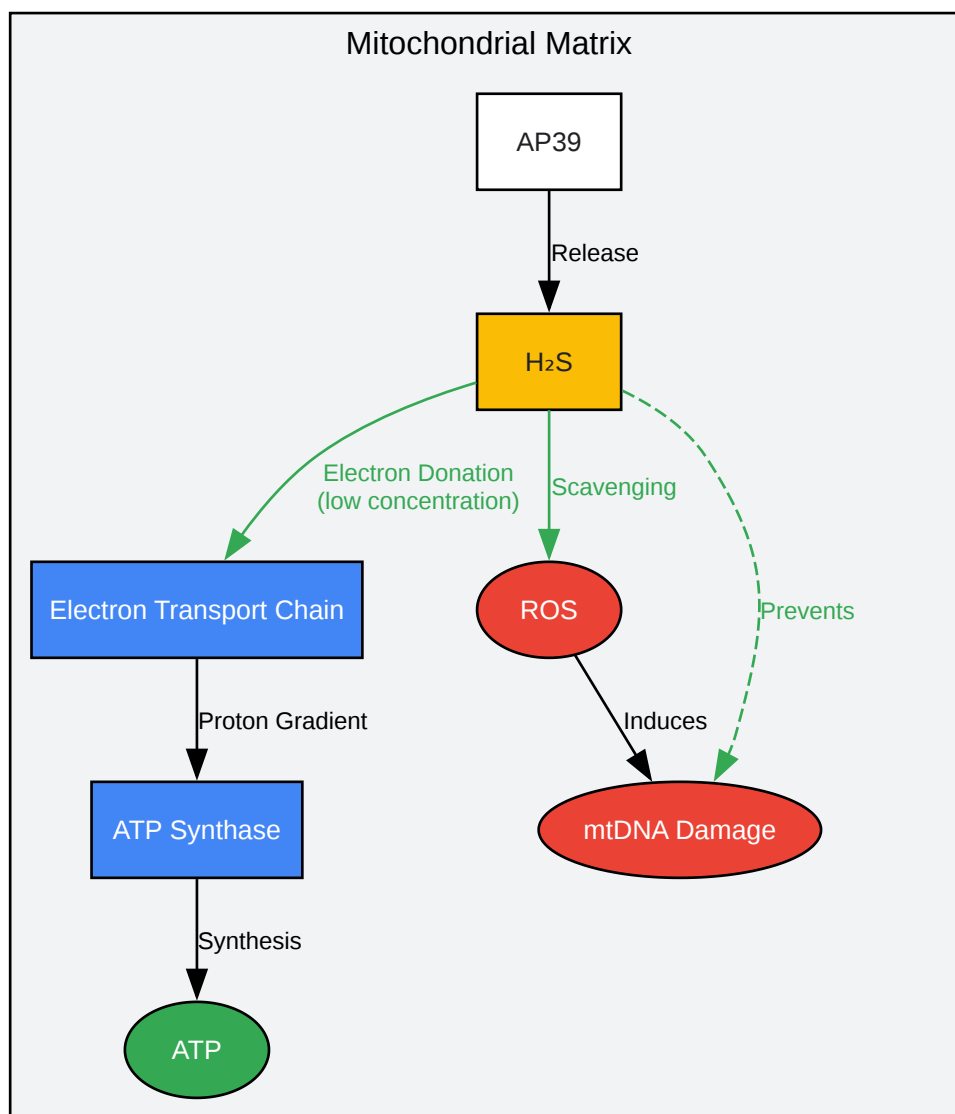 Mitochondrial Matrix
AP39
Release
H₂S
Electron Donation
(low concentration)
Scavenging
Electron Transport Chain
ROS
Prevents
Proton Gradient
Induces
ATP Synthase
mtDNA Damage
Synthesis
ATP